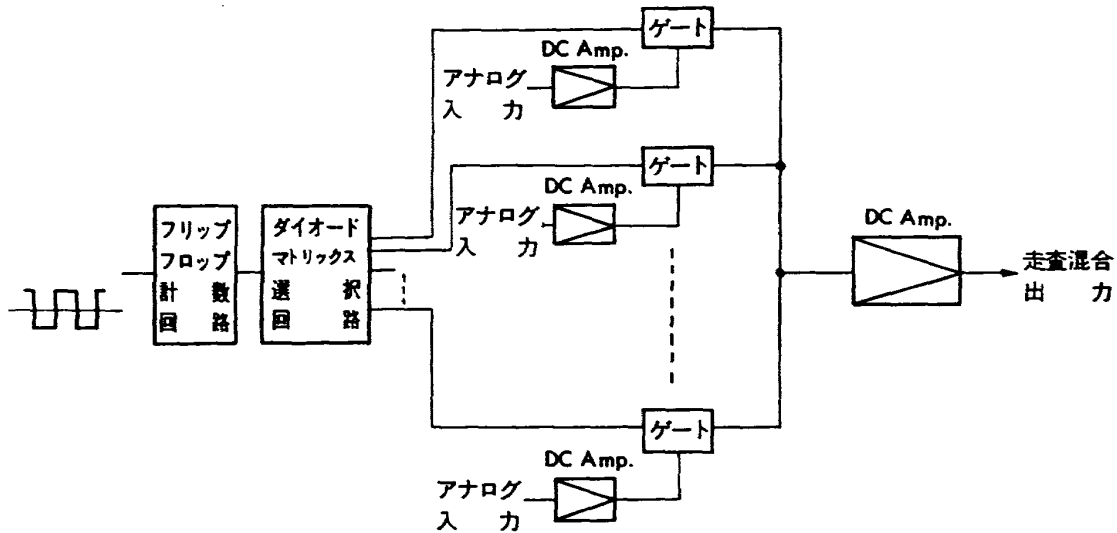 ゲート
DC Amp.
アナログ
入 力
ゲート
DC Amp.
アナログ
入 力
フリップ
フロップ
計 数
回 路
ダイオード
マトリックス
選 択
回 路
DC Amp.
走査混合
出 力
ゲート
DC Amp.
アナログ
入 力